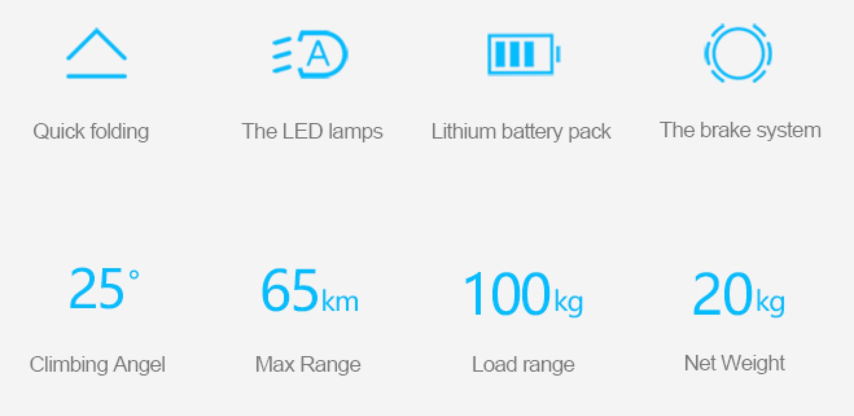 A
Quick folding
The LED lamps
Lithium battery pack
The brake system
25°
65km
100kg
20kg
Climbing Angel
Max Range
Load range
Net Weight